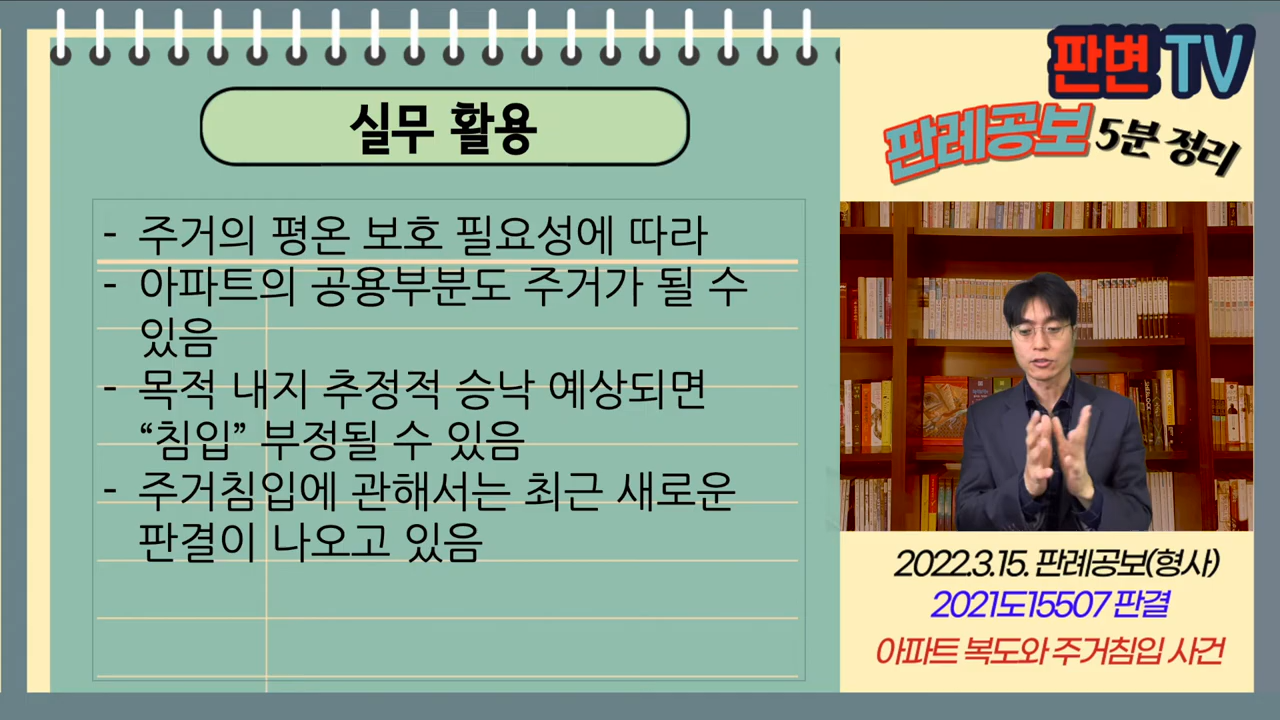 실무 활용
- 주거의 평온 보호 필요성에 따라
- 아파트의 공용부분도 주거가 될 수
있음
- 목적 내지 추정적 승낙 예상되면
“침입” 부정될 수 있음
- 주거침입에 관해서는 최근 새로운
판결이 나오고 있음
판변 TV
판례공보 5분 정리
2022.3.15. 판례공보(형사)
2021도15507 판결
아파트 복도와 주거침입 사건